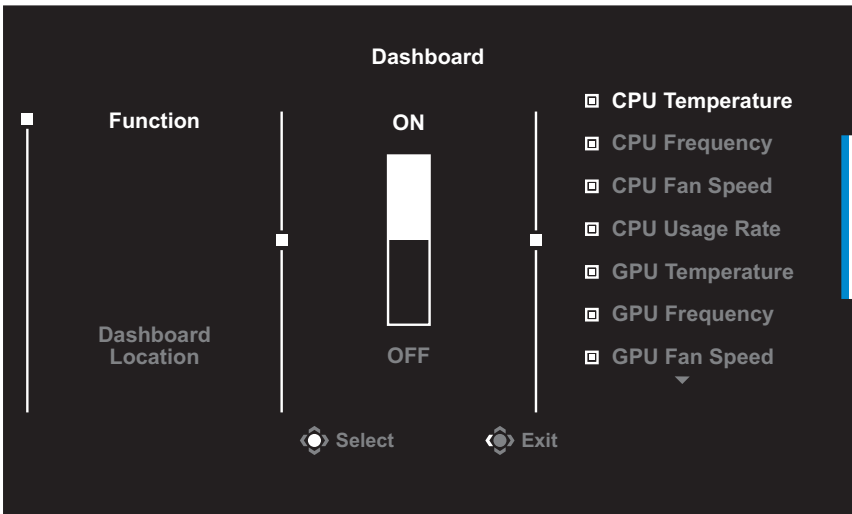 Dashboard
Function
Dashboard
Location
ON
OFF
CPU Temperature
CPU Frequency
CPU Fan Speed
CPU Usage Rate
GPU Temperature
GPU Frequency
GPU Fan Speed
Select
Exit